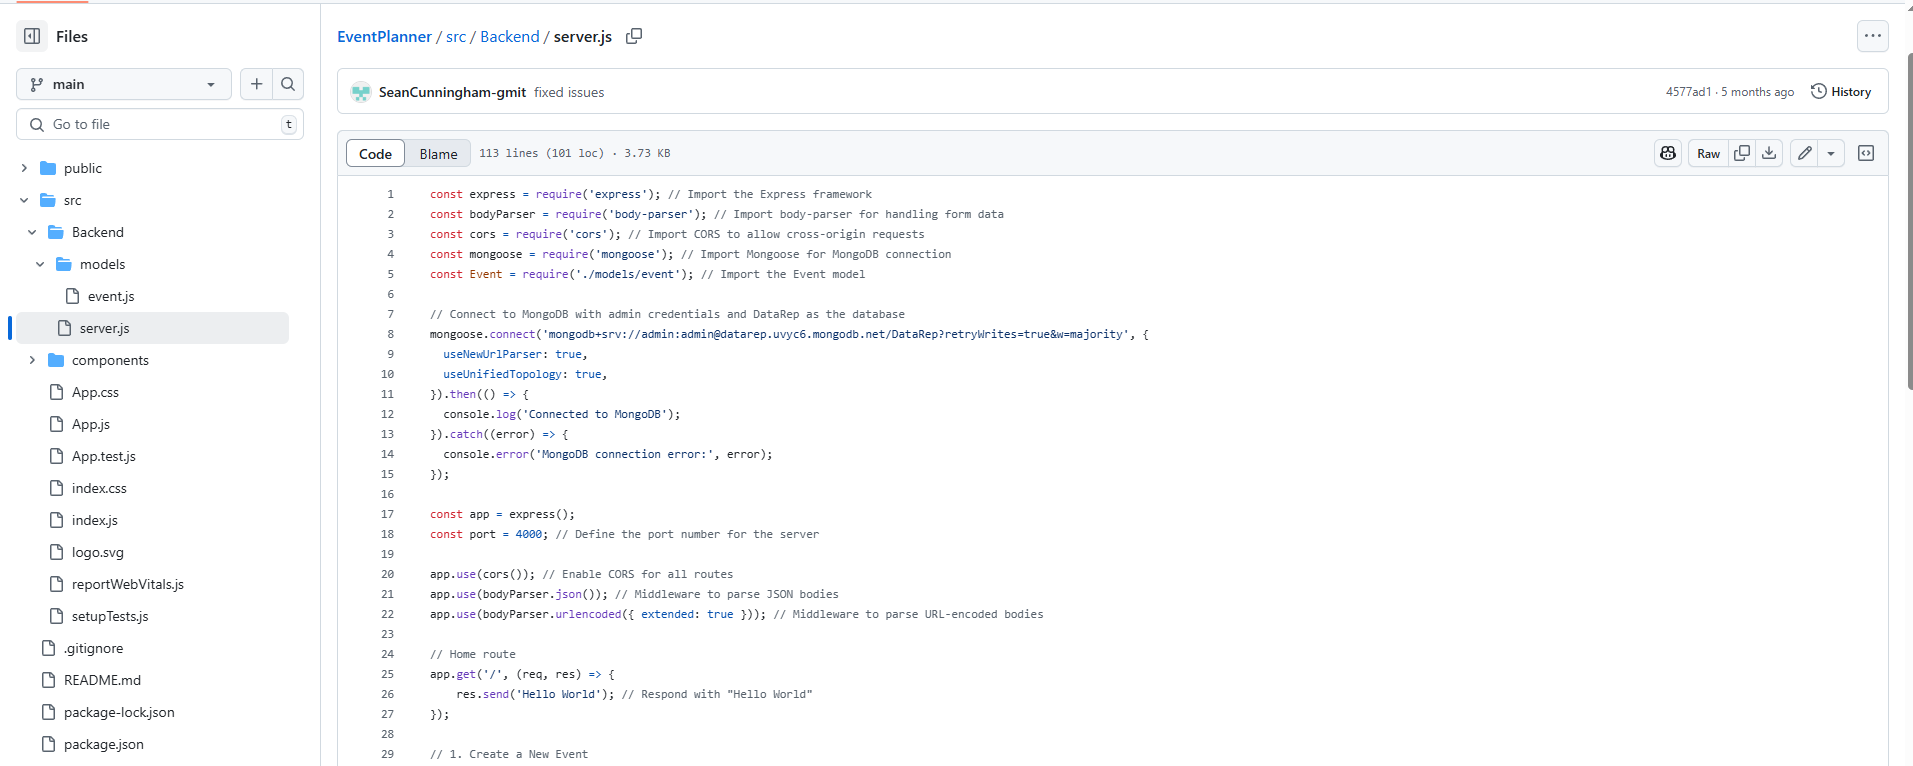 Files
main
Go to file
t
public
src
Backend
models
event.js
server.js
components
App.css
App.js
App.test.js
index.css
index.js
logo.svg
reportWebVitals.js
setupTests.js
.gitignore
README.md
package-lock.json
package.json
EventPlanner / src / Backend / server.js
SeanCunningham-gmit fixed issues
4577ad1 · 5 months ago History
Code Blame 113 lines (101 loc) · 3.73 KB
Raw
1 const express = require('express'); // Import the Express framework
2 const bodyParser = require('body-parser'); // Import body-parser for handling form data
3 const cors = require('cors'); // Import CORS to allow cross-origin requests
4 const mongoose = require('mongoose'); // Import Mongoose for MongoDB connection
5 const Event = require('./models/event'); // Import the Event model
6
7 // Connect to MongoDB with admin credentials and DataRep as the database
8 mongoose.connect('mongodb+srv://admin:admin@datarep.uvyc6.mongodb.net/DataRep?retryWrites=true&w=majority', {
9   useNewUrlParser: true,
10   useUnifiedTopology: true,
11 }).then(() => {
12   console.log('Connected to MongoDB');
13 }).catch((error) => {
14   console.error('MongoDB connection error:', error);
15 });
16
17 const app = express();
18 const port = 4000; // Define the port number for the server
19
20 app.use(cors()); // Enable CORS for all routes
21 app.use(bodyParser.json()); // Middleware to parse JSON bodies
22 app.use(bodyParser.urlencoded({ extended: true })); // Middleware to parse URL-encoded bodies
23
24 // Home route
25 app.get('/', (req, res) => {
26     res.send('Hello World'); // Respond with "Hello World"
27 });
28
29 // 1. Create a New Event